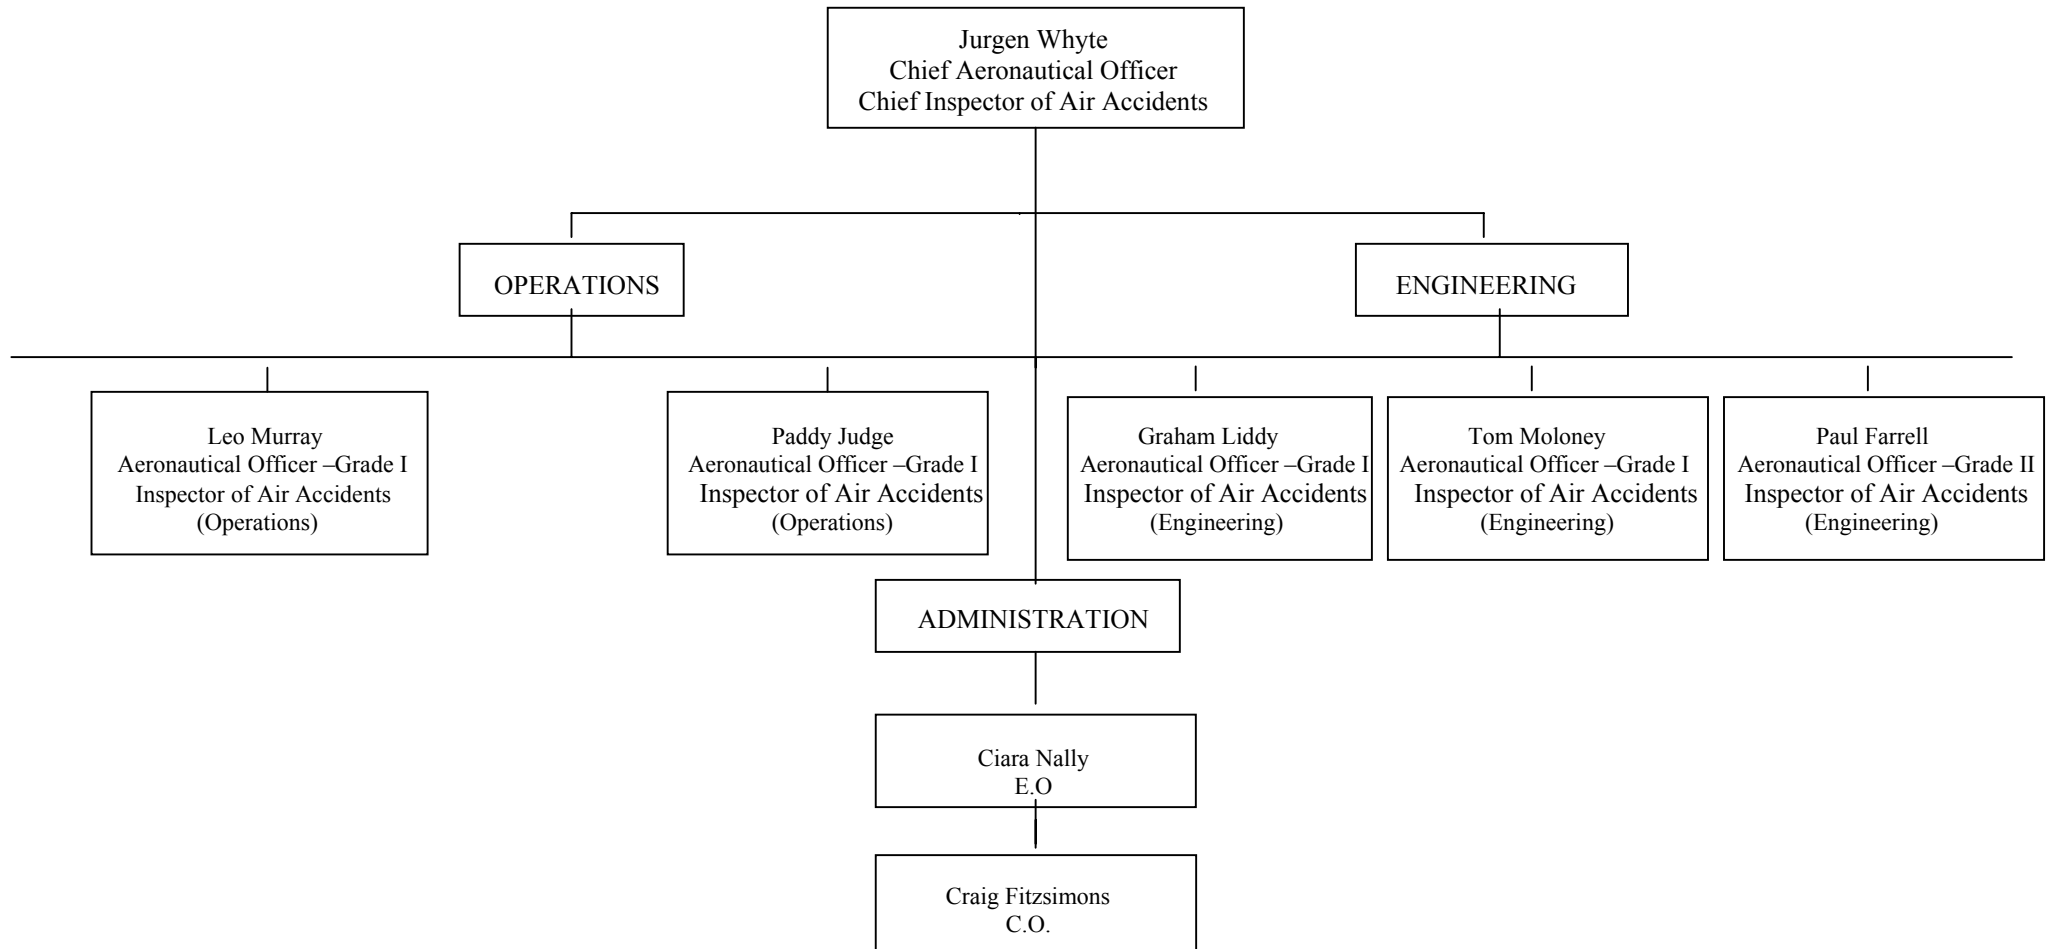 Jurgen Whyte
Chief Aeronautical Officer
Chief Inspector of Air Accidents
OPERATIONS
ENGINEERING
Leo Murray
Aeronautical Officer –Grade I
Inspector of Air Accidents
(Operations)
Paddy Judge
Aeronautical Officer –Grade I
Inspector of Air Accidents
(Operations)
Graham Liddy
Aeronautical Officer –Grade I
Inspector of Air Accidents
(Engineering)
Tom Moloney
Aeronautical Officer –Grade I
Inspector of Air Accidents
(Engineering)
Paul Farrell
Aeronautical Officer –Grade II
Inspector of Air Accidents
(Engineering)
ADMINISTRATION
Ciara Nally
E.O
Craig Fitzsimons
C.O.